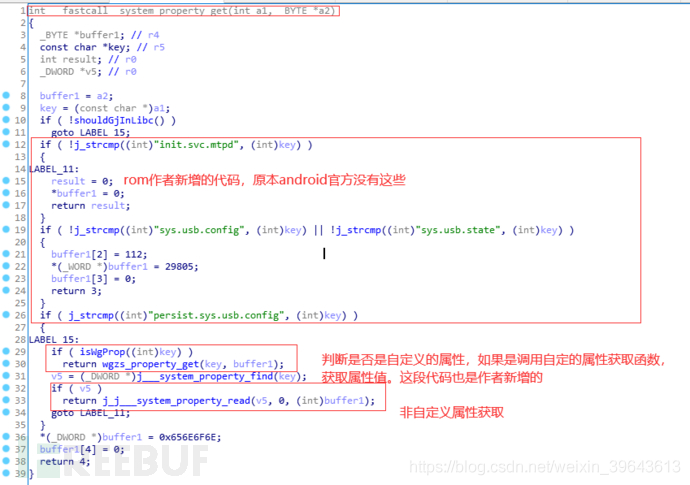 1 int __fastcall _system_property_get(int a1, _BYTE *a2)
2 {
3 _BYTE *buffer1; // r4
4 const char *key; // r5
5 int result; // r0
6 _DWORD *v5; // r0
7
8 buffer1 = a2;
9 key = (const char *)a1;
10 if ( !shouldGjInLibc() )
11 goto LABEL_15;
12 if ( !j_strcmp((int)"init.svc.mtpd", (int)key) )
13 {
14 LABEL_11:
15 result = 0; rom作者新增的代码，原本android官方没有这些
16 *buffer1 = 0;
17 return result;
18 }
19 if ( !j_strcmp((int)"sys.usb.config", (int)key) || !j_strcmp((int)"sys.usb.state", (int)key) )
20 {
21 buffer1[2] = 112;
22 *(_WORD *)buffer1 = 29805;
23 buffer1[3] = 0;
24 return 3;
25 }
26 if ( j_strcmp((int)"persist.sys.usb.config", (int)key) )
27 {
28 LABEL_15:
29 if ( isWgProp((int)key) )
30 return wgzs_property_get(key, buffer1);
判断是否是自定义的属性，如果是调用自定的属性获取函数，
获取属性值。这段代码也是作者新增的
31 v5 = (_DWORD *)j___system_property_find(key);
32 if ( v5 )
33 return j_j___system_property_read(v5, 0, (int)buffer1);
非自定义属性获取
34 goto LABEL_11;
35 }
36 *(_DWORD *)buffer1 = 0x656E6F6E;
37 buffer1[4] = 0;
38 return 4;
39 }
REEBUF
https://blog.csdn.net/weixin_39643613